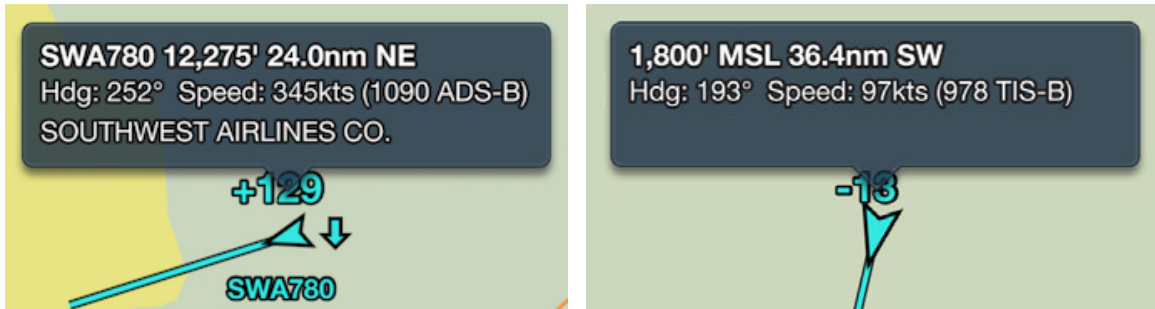 SWA780 12,275' 24.0nm NE
Hdg: 252° Speed: 345kts (1090 ADS-B)
SOUTHWEST AIRLINES CO.
+129
SWA780
1,800' MSL 36.4nm SW
Hdg: 193° Speed: 97kts (978 TIS-B)
-13